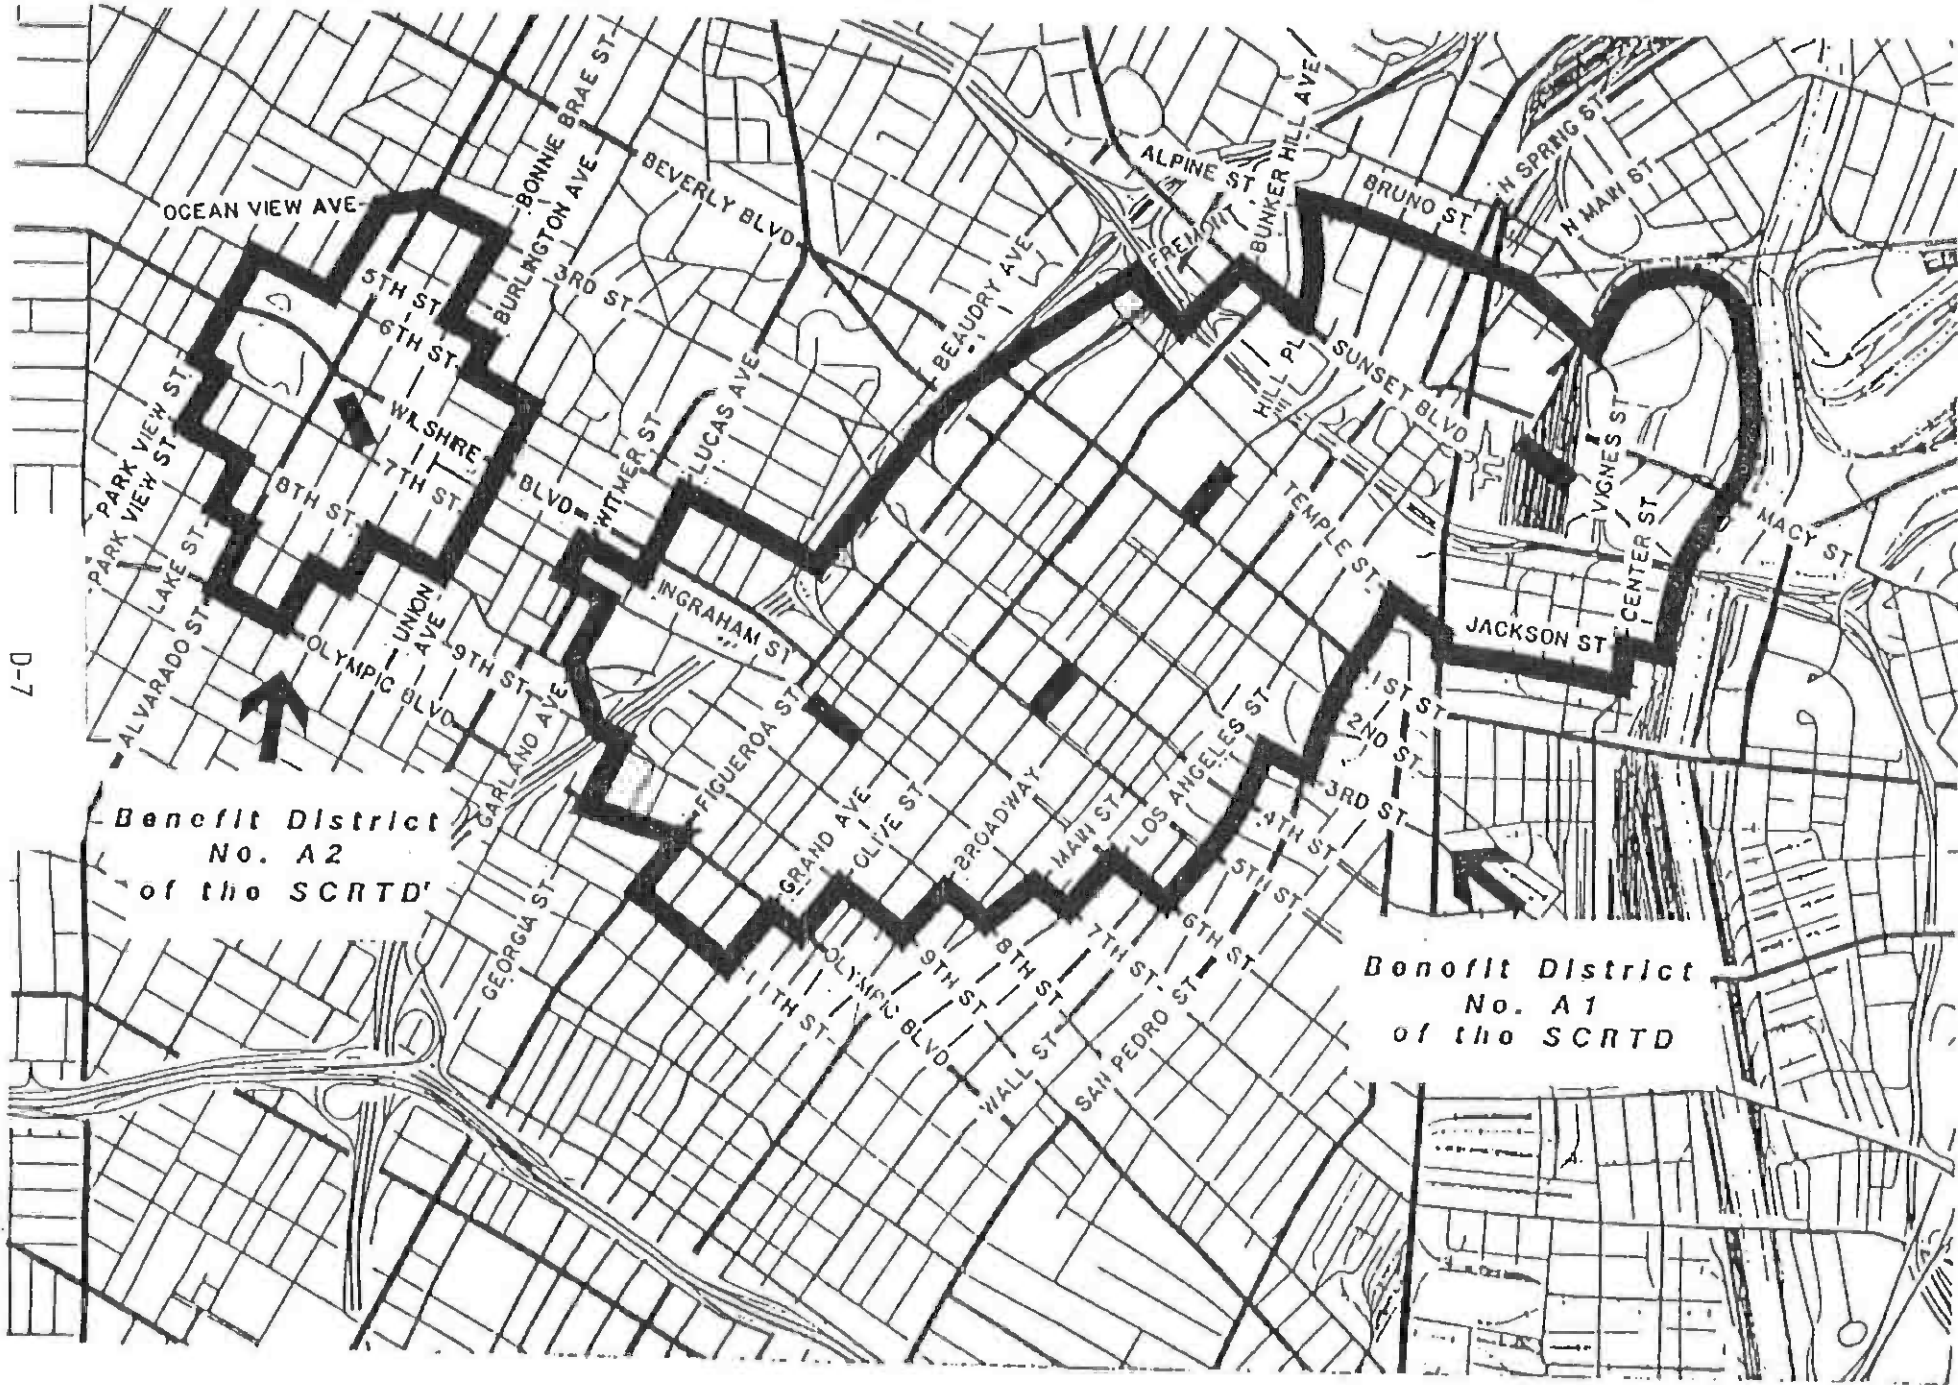 BONNIE BRAE ST
BURLINGTON AVE
BEVERLY BLVD
OCEAN VIEW AVE
3RD ST
5TH ST
6TH ST
WILSHIRE
BLVD
7TH ST
8TH ST
PARK VIEW ST
PARK VIEW ST
PARK
LAKE ST
ALVARADO ST
OLYMPIC BLVD
UNION
AVE
9TH ST
GARLAND AVE
WITMER ST
LUCAS AVE
INGRAHAM ST
BEAUDRY AVE
ALPINE ST
FREMONT
BUNKER HILL AVE
BRUNO ST
N SPRING ST
N MAIN ST
HILL PL
SUNSET BLVD
VIGNES ST
CENTER ST
MACY ST
TEMPLE ST
JACKSON ST
1ST ST
2ND ST
3RD ST
4TH ST
5TH ST
6TH ST
7TH ST
8TH ST
9TH ST
OLYMPIC BLVD
11TH ST
FIGUEROA ST
GRAND AVE
OLIVE ST
BROADWAY
MAIN ST
LOS ANGELES ST
WALL ST
SAN PEDRO ST
GEORGIA ST
Benefit District
No. A2
of the SCRTD
Benefit District
No. A1
of the SCRTD
D-7